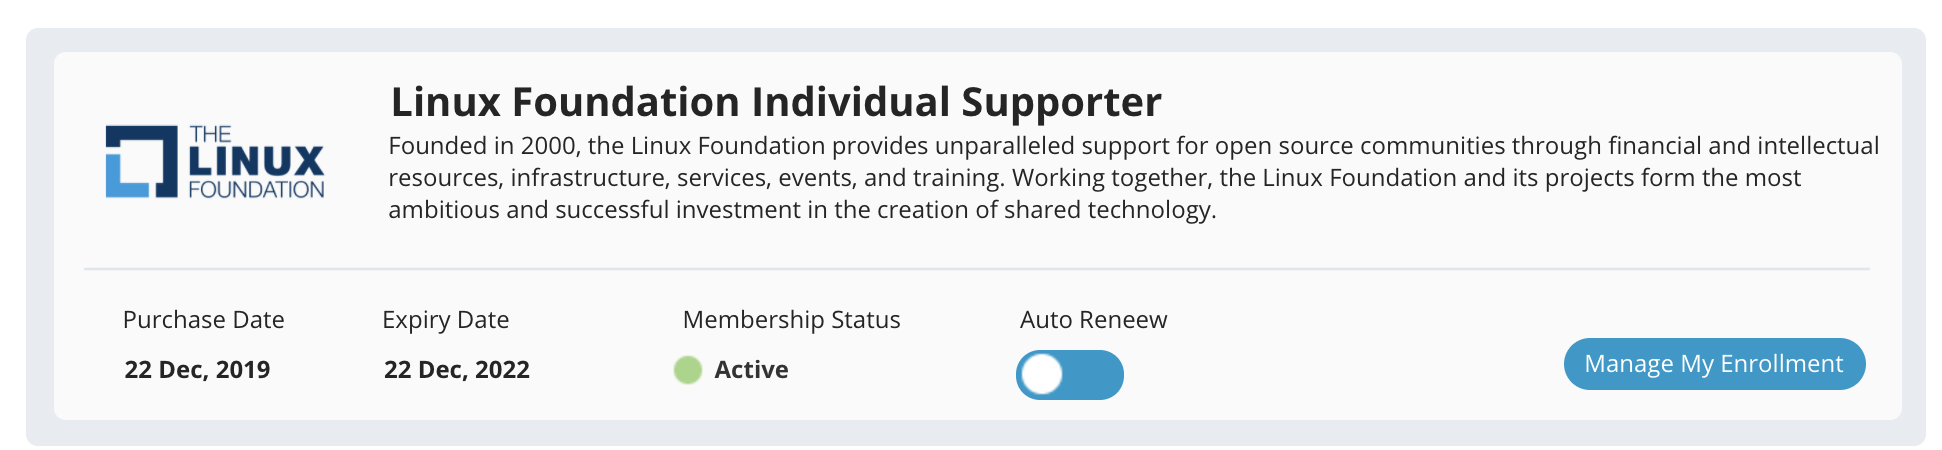 THE
LINUX
FOUNDATION
Linux Foundation Individual Supporter
Founded in 2000, the Linux Foundation provides unparalleled support for open source communities through financial and intellectual
resources, infrastructure, services, events, and training. Working together, the Linux Foundation and its projects form the most
ambitious and successful investment in the creation of shared technology.
Purchase Date Expiry Date Membership Status Auto Reneew
22 Dec, 2019 22 Dec, 2022 Active Manage My Enrollment